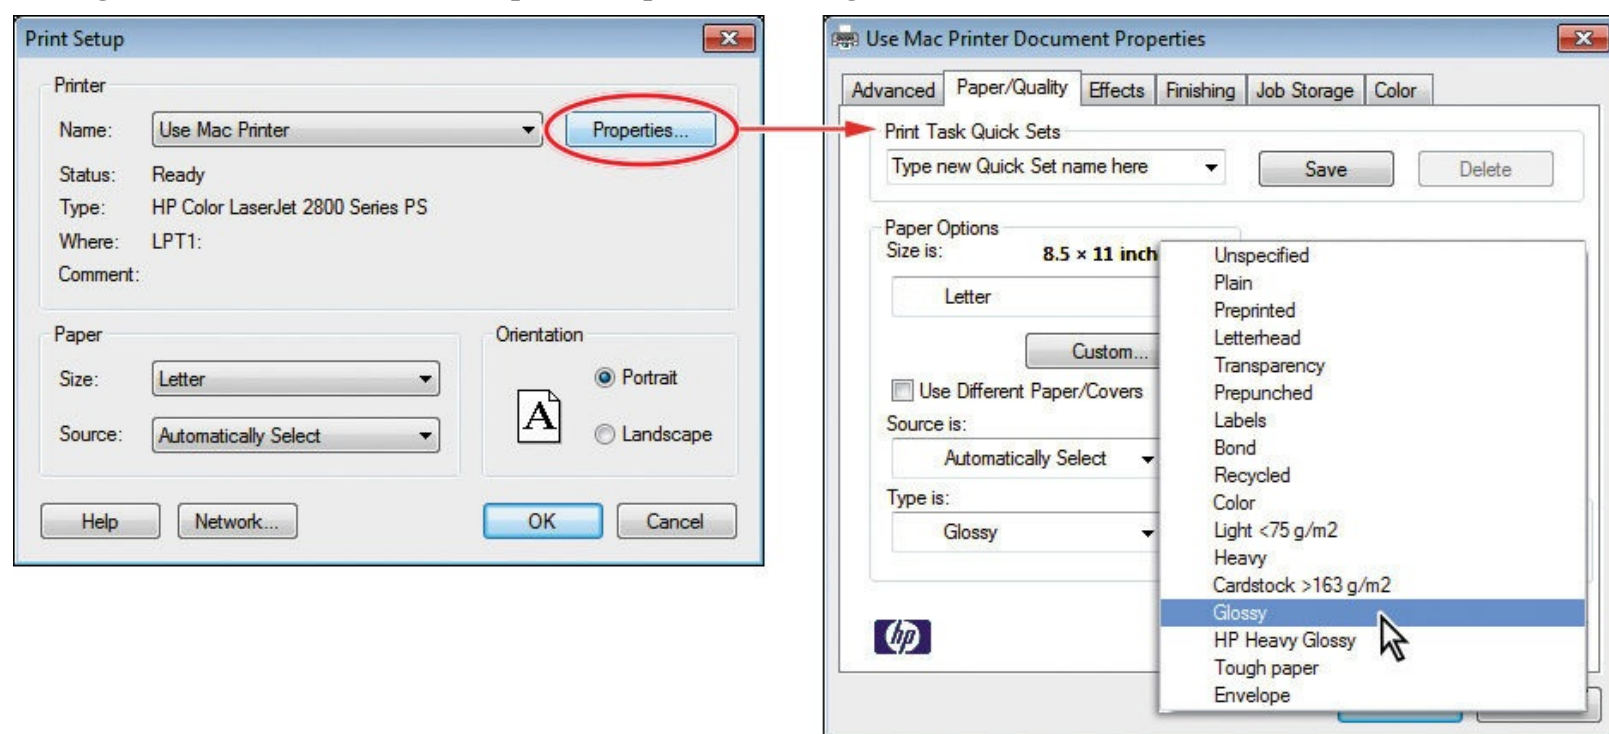 Print Setup
Printer
Name: Use Mac Printer Properties...
Status: Ready
Type: HP Color LaserJet 2800 Series PS
Where: LPT1:
Comment:
Paper
Size: Letter
Source: Automatically Select
Orientation
A
Portrait
Landscape
Help Network... OK Cancel
Use Mac Printer Document Properties
Advanced Paper/Quality Effects Finishing Job Storage Color
Print Task Quick Sets
Type new Quick Set name here Save Delete
Paper Options
Size is: 8.5 × 11 inch
Letter
Custom...
Use Different Paper/Covers
Source is:
Automatically Select
Type is:
Glossy
hp
Unspecified
Plain
Preprinted
Letterhead
Transparency
Prepunched
Labels
Bond
Recycled
Color
Light <75 g/m2
Heavy
Cardstock >163 g/m2
Glossy
HP Heavy Glossy
Tough paper
Envelope